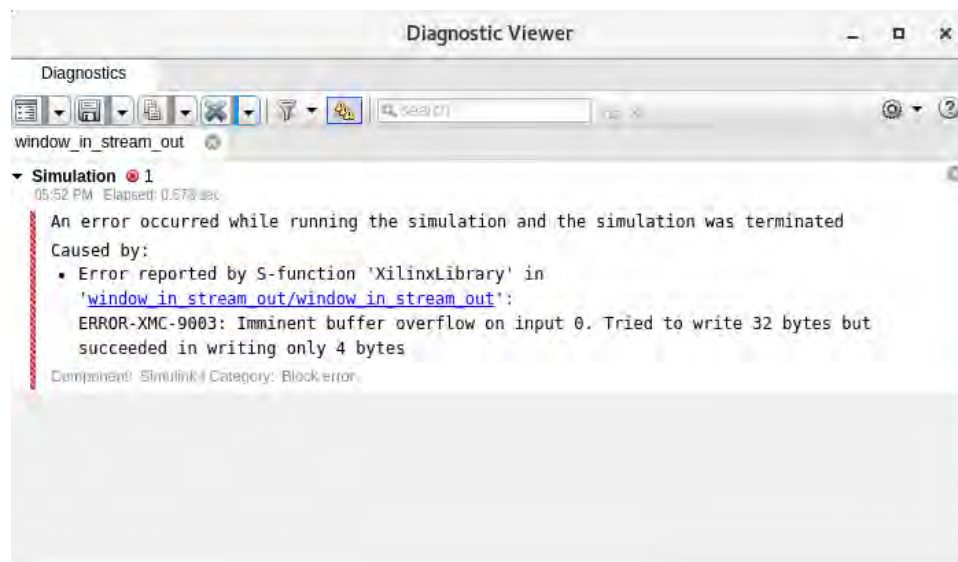 Diagnostic Viewer
Diagnostics
search
window_in_stream_out
Simulation 1
05:52 PM Elapsed: 0.578 sec
An error occurred while running the simulation and the simulation was terminated
Caused by:
• Error reported by S-function 'XilinxLibrary' in
'window_in_stream_out/window_in_stream_out':
ERROR-XMC-9003: Imminent buffer overflow on input 0. Tried to write 32 bytes but
succeeded in writing only 4 bytes
Component: Simulink | Category: Block error